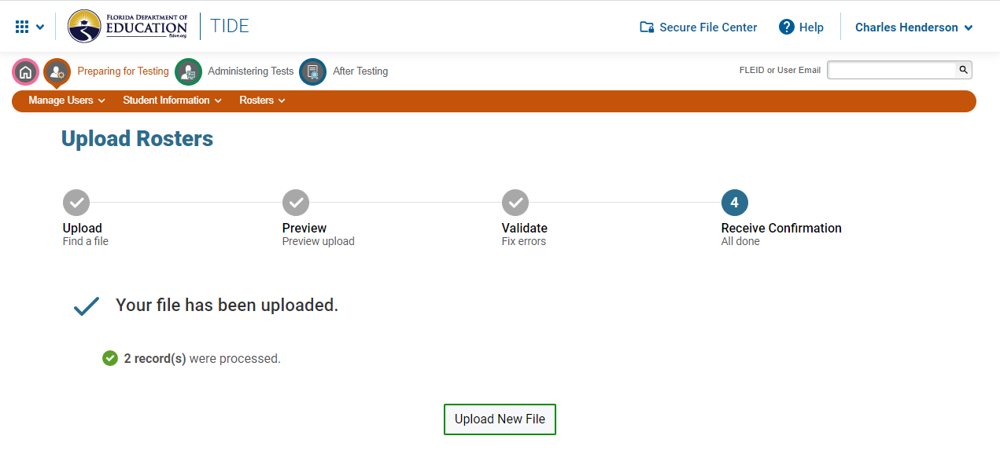 FLORIDA DEPARTMENT OF
EDUCATION
fldoe.org
TIDE
Secure File Center
? Help
Charles Henderson
Preparing for Testing
Administering Tests
After Testing
FLEID or User Email
Manage Users
Student Information
Rosters
Upload Rosters
4
Upload
Preview
Validate
Receive Confirmation
Find a file
Preview upload
Fix errors
All done
Your file has been uploaded.
2 record(s) were processed.
Upload New File